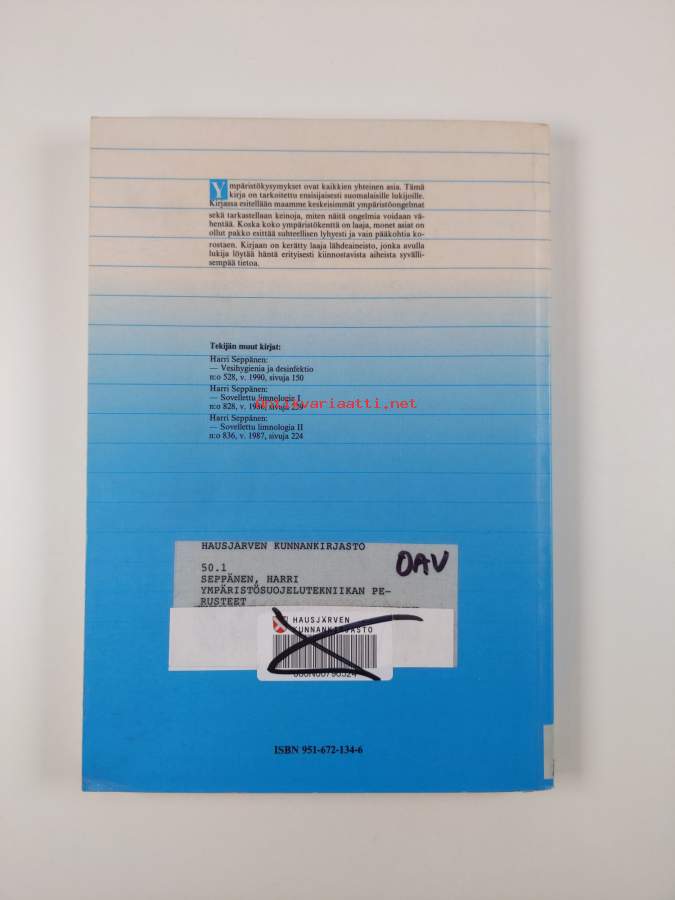 Ympäristökysymykset ovat kaikkien yhteinen asia. Tämä
kirja on tarkoitettu ensisijaisesti suomalaisille lukijoille.
Kirjassa esitellään maamme keskeisimmät ympäristöongelmat
sekä tarkastellaan keinoja, miten näitä ongelmia voidaan vä-
hentää. Koska koko ympäristökenttä on laaja, monet asiat on
ollut pakko esittää suhteellisen lyhyesti ja vain pääkohtia ko-
rostaen. Kirjaan on kerätty laaja lähdeaineisto, jonka avulla
lukija löytää häntä erityisesti kiinnostavista aiheista syvälli-
sempää tietoa.
Tekijän muut kirjat:
Harri Seppänen:
— Vesihygienia ja desinfektio
n:o 528, v. 1990, sivuja 150
Harri Seppänen:
— Sovellettu limnologia I
antikvariaatti.net
n:o 828, v. 1986, sivuja 239
Harri Seppänen:
— Sovellettu limnologia II
n:o 836, v. 1987, sivuja 224
HAUSJÄRVEN KUNNANKIRJASTO
OAV
50.1
SEPPÄNEN, HARRI
YMPÄRISTÖSUOJELUTEKNIIKAN PE-
RUSTEET
HAUSJÄRVEN
KUNNANKIRJASTO
ISBN 951-672-134-6